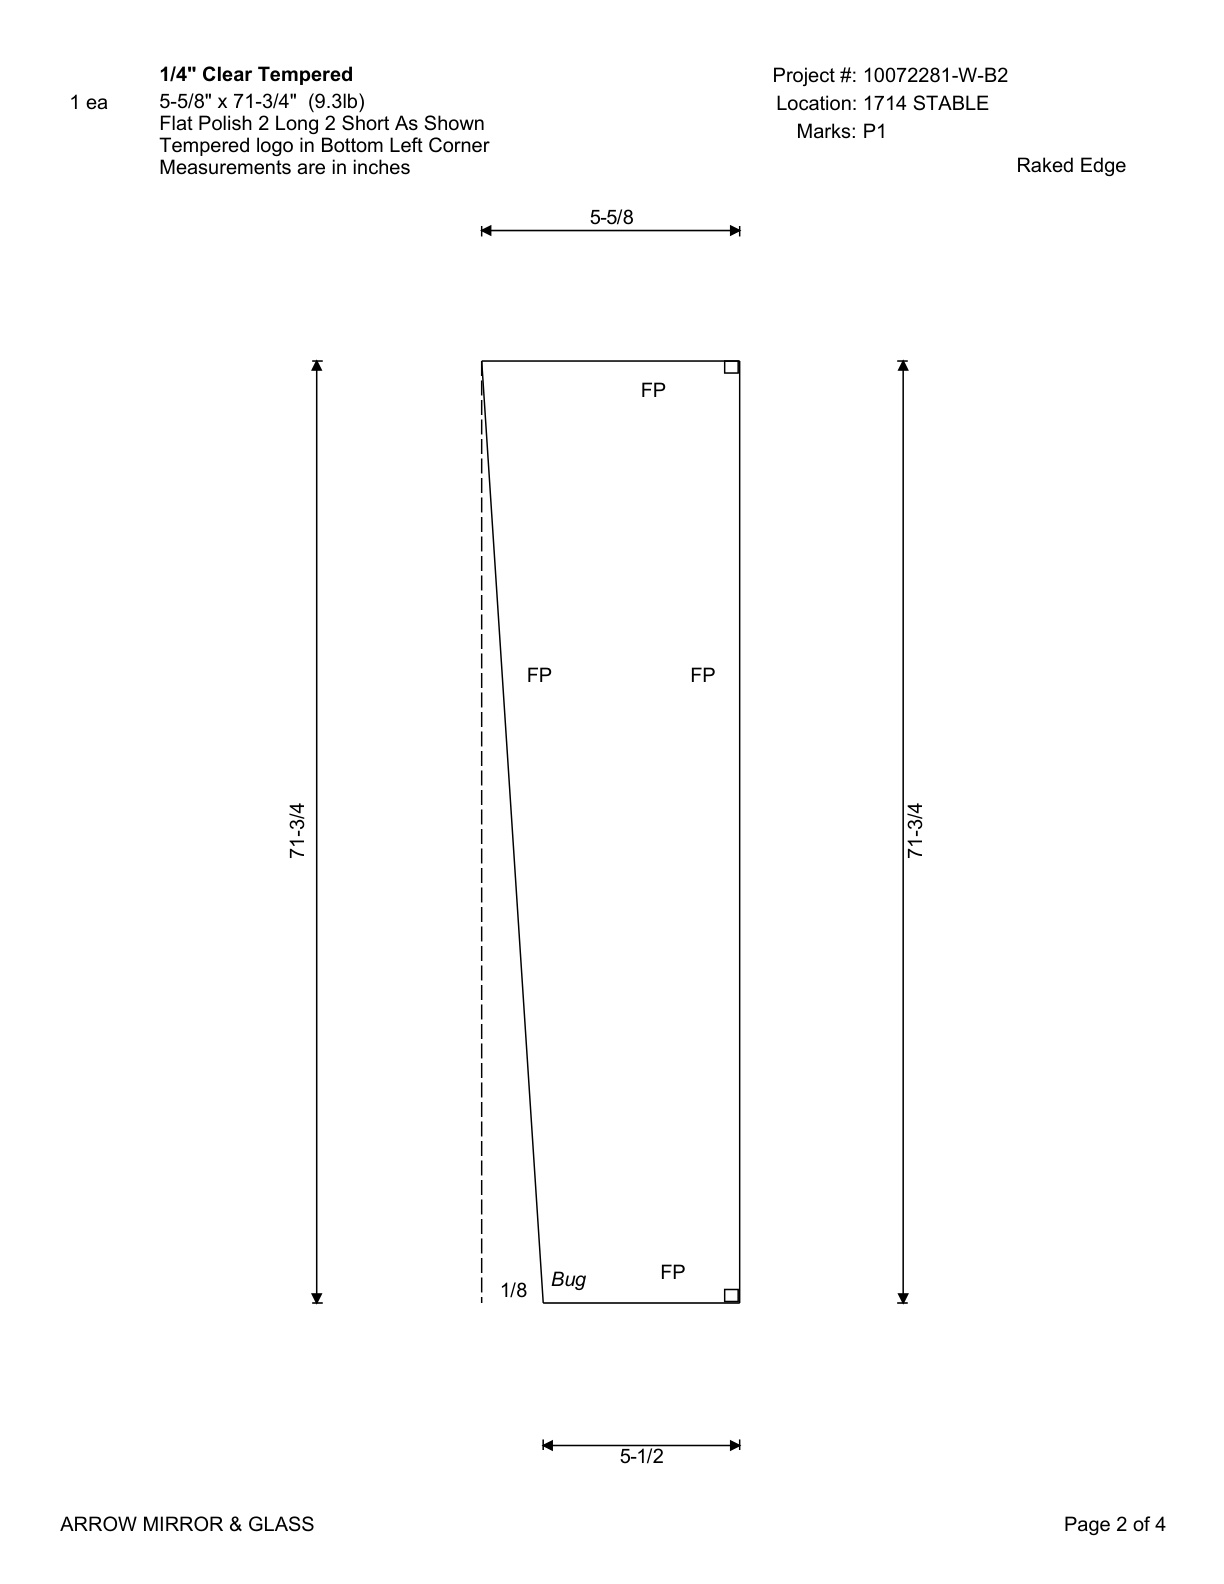 1/4" Clear Tempered
1 ea
5-5/8" x 71-3/4" (9.3lb)
Flat Polish 2 Long 2 Short As Shown
Tempered logo in Bottom Left Corner
Measurements are in inches
Project #: 10072281-W-B2
Location: 1714 STABLE
Marks: P1
Raked Edge
5-5/8
FP
FP
FP
71-3/4
71-3/4
FP
Bug
1/8
5-1/2
ARROW MIRROR & GLASS
Page 2 of 4